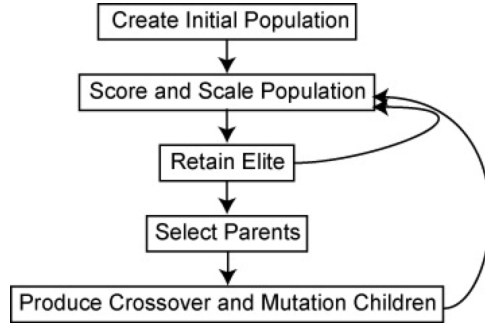 Create Initial Population
Score and Scale Population
Retain Elite
Select Parents
Produce Crossover and Mutation Children